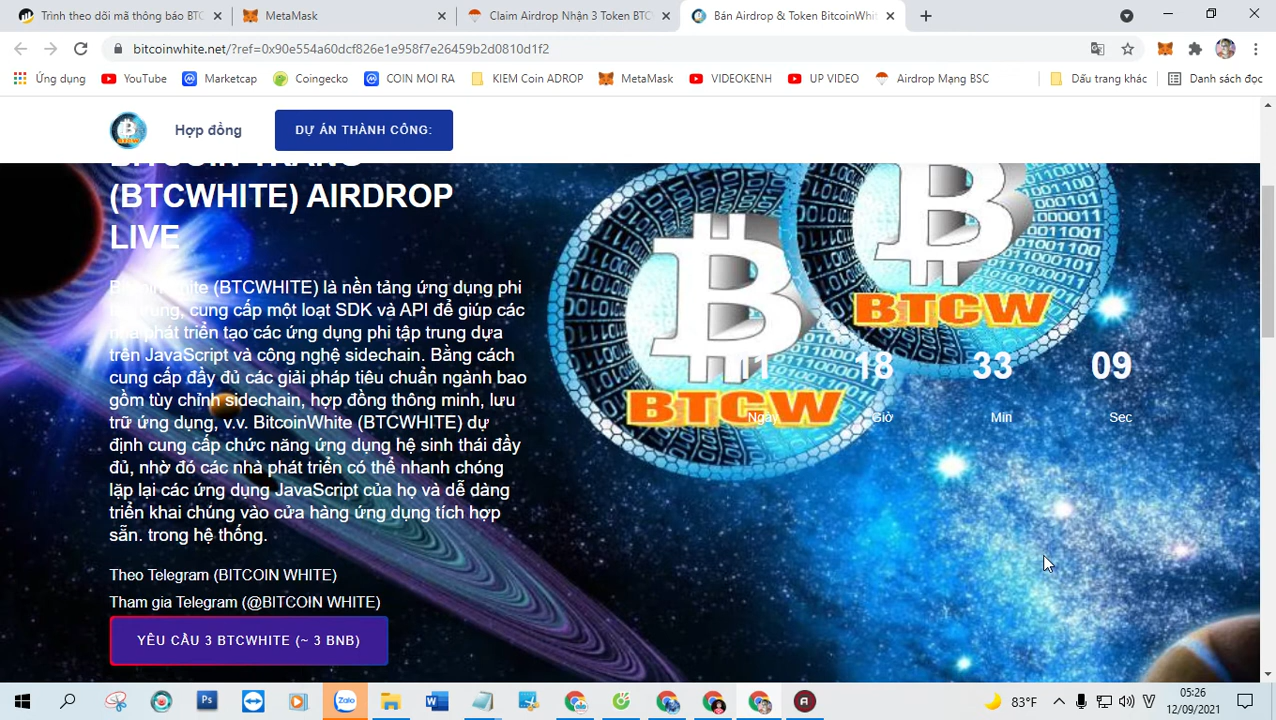 Trình theo dõi mã thông báo BTC
MetaMask
Claim Airdrop Nhận 3 Token BTC
Bán Airdrop & Token BitcoinWhit
bitcoinwhite.net/?ref=0x90e554a60dcf826e1e958f7e26459b2d0810d1f2
Ứng dụng
YouTube
Marketcap
Coingecko
COIN MOI RA
KIEM Coin ADROP
MetaMask
VIDEOKENH
UP VIDEO
Airdrop Mạng BSC
Dấu trang khác
Danh sách đọc
Hợp đồng
DỰ ÁN THÀNH CÔNG:
(BTCWHITE) AIRDROP
LIVE
BitcoinWhite (BTCWHITE) là nền tảng ứng dụng phi
tập trung, cung cấp một loạt SDK và API để giúp các
nhà phát triển tạo các ứng dụng phi tập trung dựa
trên JavaScript và công nghệ sidechain. Bằng cách
cung cấp đầy đủ các giải pháp tiêu chuẩn ngành bao
gồm tùy chỉnh sidechain, hợp đồng thông minh, lưu
trữ ứng dụng, v.v. BitcoinWhite (BTCWHITE) dự
định cung cấp chức năng ứng dụng hệ sinh thái đầy
đủ, nhờ đó các nhà phát triển có thể nhanh chóng
lặp lại các ứng dụng JavaScript của họ và dễ dàng
triển khai chúng vào cửa hàng ứng dụng tích hợp
sẵn. trong hệ thống.
Theo Telegram (BITCOIN WHITE)
Tham gia Telegram (@BITCOIN WHITE)
YÊU CẦU 3 BTCWHITE (~ 3 BNB)
BTCW
BTCW
11 18 33 09
Ngày Giờ Min Sec
Zalo
83°F
05:26
12/09/2021